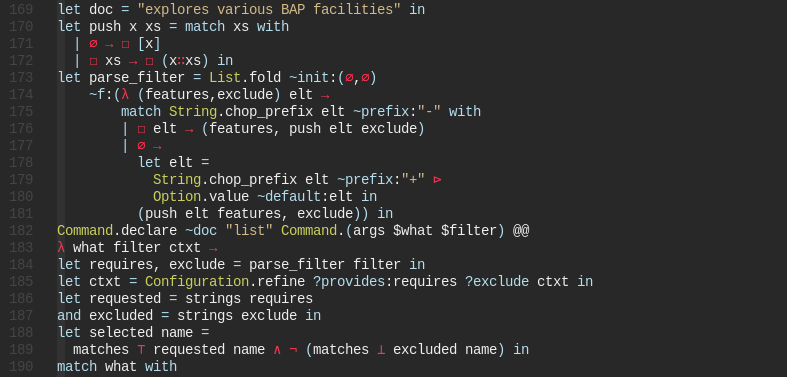 169 let doc = "explores various BAP facilities" in
170 let push x xs = match xs with
171   | ∅ → □ [x]
172   | □ xs → □ (x∷xs) in
173 let parse_filter = List.fold ~init:(∅,∅)
174     ~f:(λ (features,exclude) elt →
175         match String.chop_prefix elt ~prefix:"-" with
176         | □ elt → (features, push elt exclude)
177         | ∅ →
178           let elt =
179             String.chop_prefix elt ~prefix:"+" ⊳
180             Option.value ~default:elt in
181           (push elt features, exclude)) in
182 Command.declare ~doc "list" Command.(args $what $filter) @@
183 λ what filter ctxt →
184 let requires, exclude = parse_filter filter in
185 let ctxt = Configuration.refine ?provides:requires ?exclude ctxt in
186 let requested = strings requires
187 and excluded = strings exclude in
188 let selected name =
189   matches ⊤ requested name ∧ ¬ (matches ⊥ excluded name) in
190 match what with